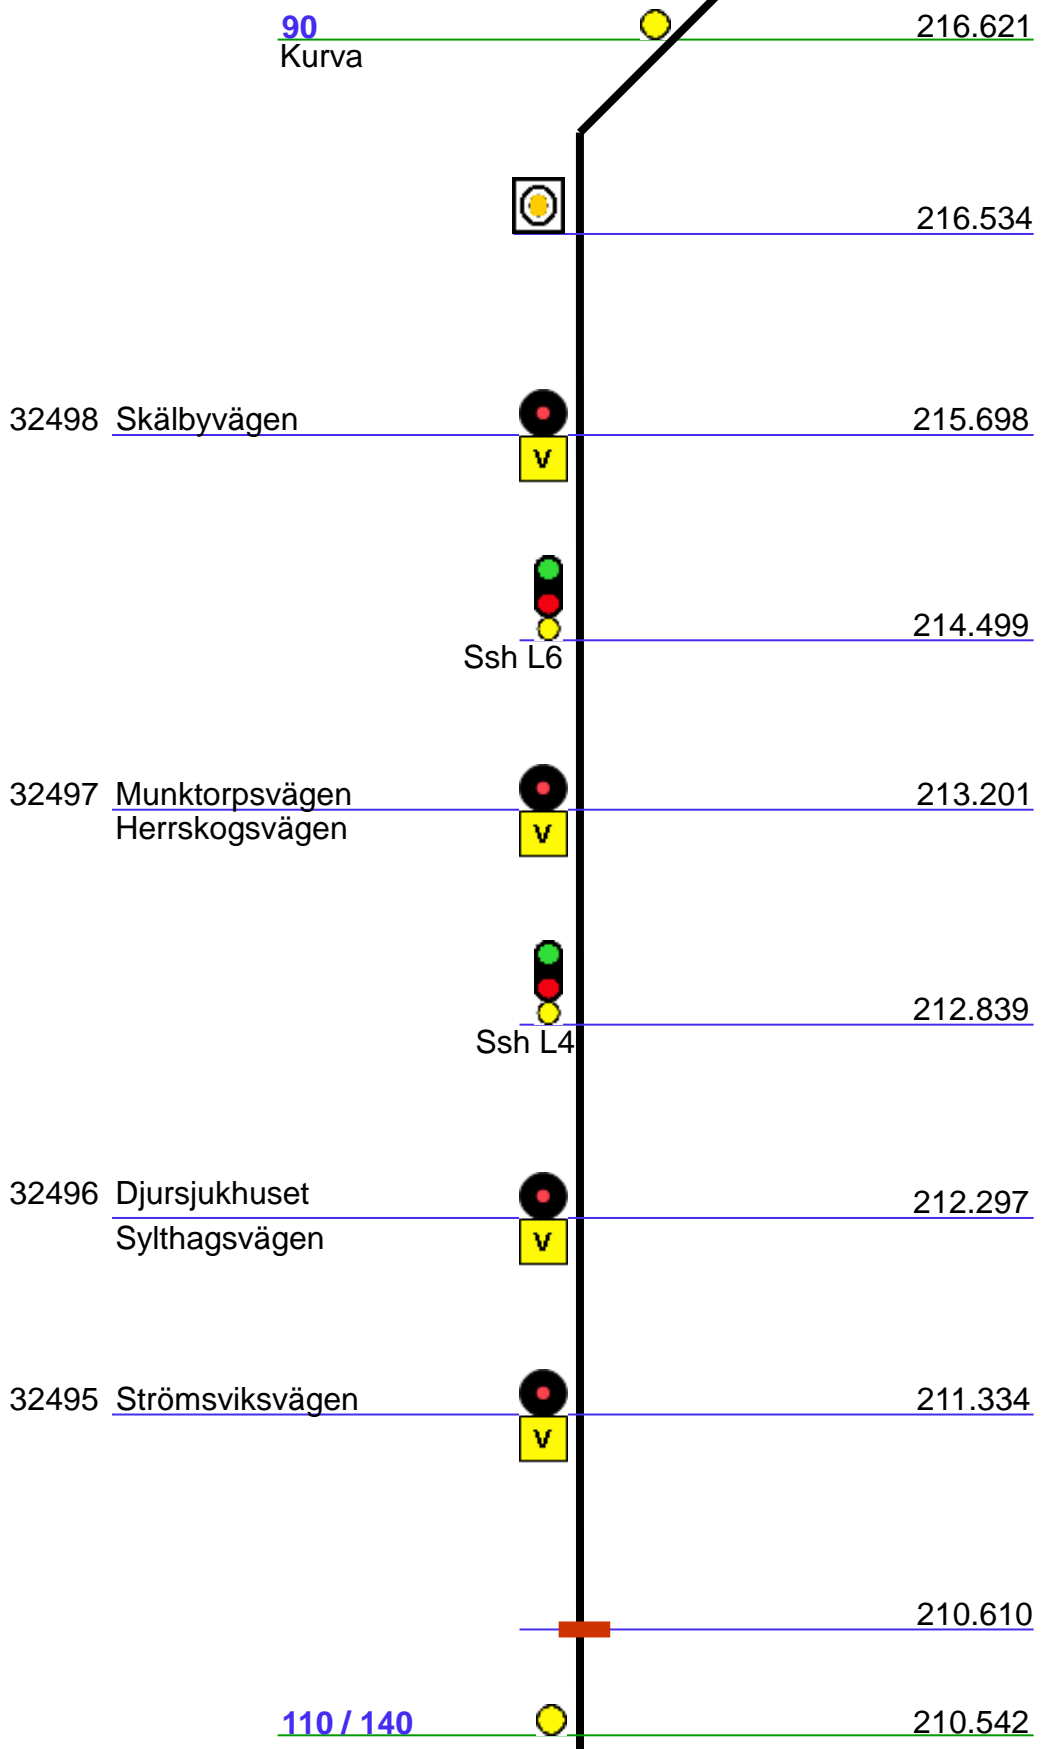 90 216.621
Kurva
216.534
32498 Skälbyvägen 215.698
V
214.499
Ssh L6
32497 Munktorpsvägen 213.201
Herrskogsvägen V
212.839
Ssh L4
32496 Djursjukhuset 212.297
Sylthagsvägen V
32495 Strömsviksvägen 211.334
V
210.610
110 / 140 210.542